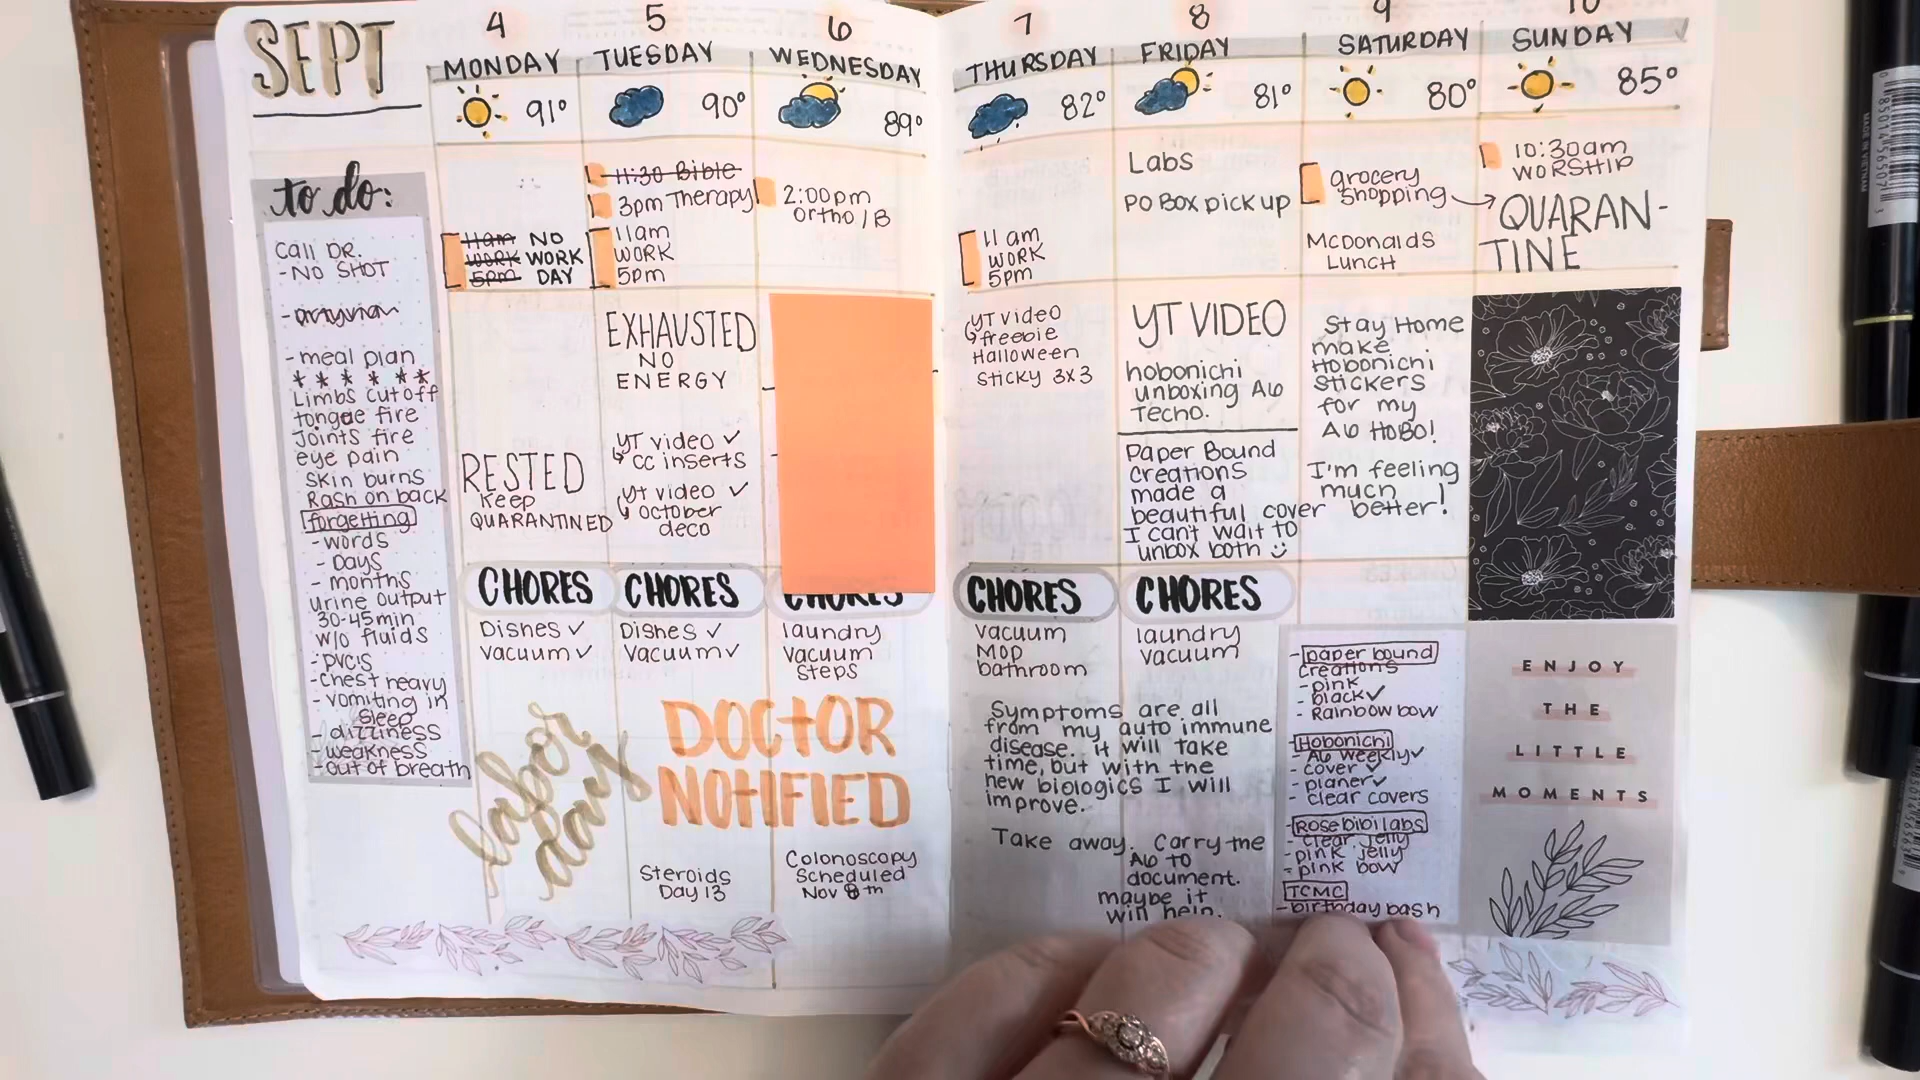 SEPT
to do:
Call DR.
- NO SHOT
- meal plan
* * * * * *
Limbs cutoff
tongue fire
Joints fire
eye pain
Skin burns
Rash on back
forgetting
- words
- Days
- months
urine output
30-45min
w/o fluids
- PVC's
- Chest heavy
- vomiting in
sleep
- dizziness
- weakness
- out of breath
4
MONDAY
91°
11am NO
WORK WORK
5pm DAY
RESTED
Keep
QUARANTINED
CHORES
Dishes ✓
Vacuum ✓
labor
day
5
TUESDAY
90°
11:30 Bible
3pm Therapy
11am
WORK
5pm
EXHAUSTED
NO
ENERGY
YT video ✓
CC inserts
Yt video ✓
October
deco
CHORES
Dishes ✓
Vacuum ✓
DOCTOR
NOTIFIED
Steroids
Day 13
6
WEDNESDAY
89°
2:00pm
Ortho/B
CHORES
laundry
Vacuum
Steps
Colonoscopy
Scheduled
Nov 8th
7
THURSDAY
82°
11am
WORK
5pm
YT video
freebie
Halloween
Sticky 3x3
CHORES
Vacuum
Mop
bathroom
Symptoms are all
from my auto immune
disease. it will take
time, but with the
new biologics I will
improve.
Take away. Carry the
A6 to
document.
maybe it
will help.
8
FRIDAY
81°
Labs
PO Box pick up
YT VIDEO
hobonichi
unboxing A6
Techo.
Paper Bound
Creations
made a
beautiful cover
I can't wait to
unbox both
CHORES
laundry
Vacuum
9
SATURDAY
80°
grocery
shopping
McDonalds
Lunch
Stay Home
make
Hobonichi
stickers
for my
A6 HOBO!
I'm feeling
much
better!
- paper bound
Creations
- pink
- black ✓
- Rainbow bow
- Hobonichi
- A6 weekly ✓
- cover ✓
- planer ✓
- clear covers
- Rosebibi labs
- clear jelly
- pink jelly
- pink bow
TCMC
- birthday bash
10
SUNDAY
85°
10:30am
WORSHIP
QUARAN-
TINE
ENJOY
THE
LITTLE
MOMENTS
MADE IN VIETNAM